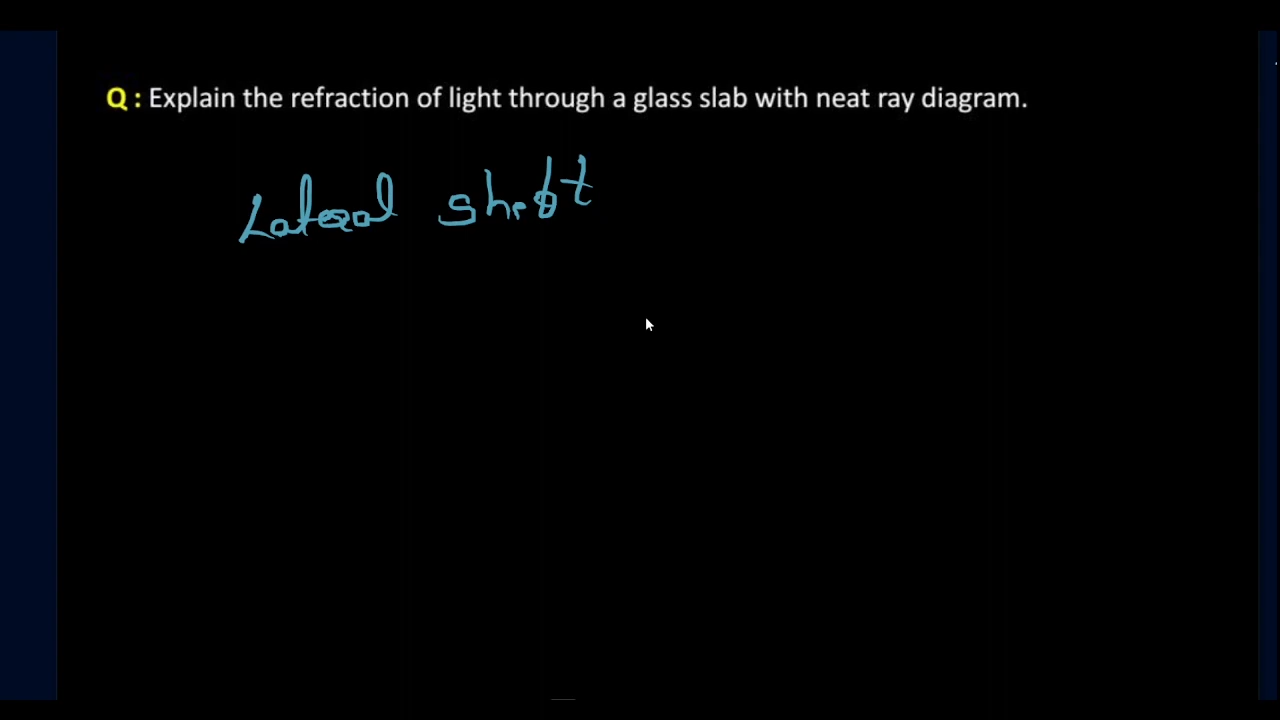 Q : Explain the refraction of light through a glass slab with neat ray diagram.
Lateral shift